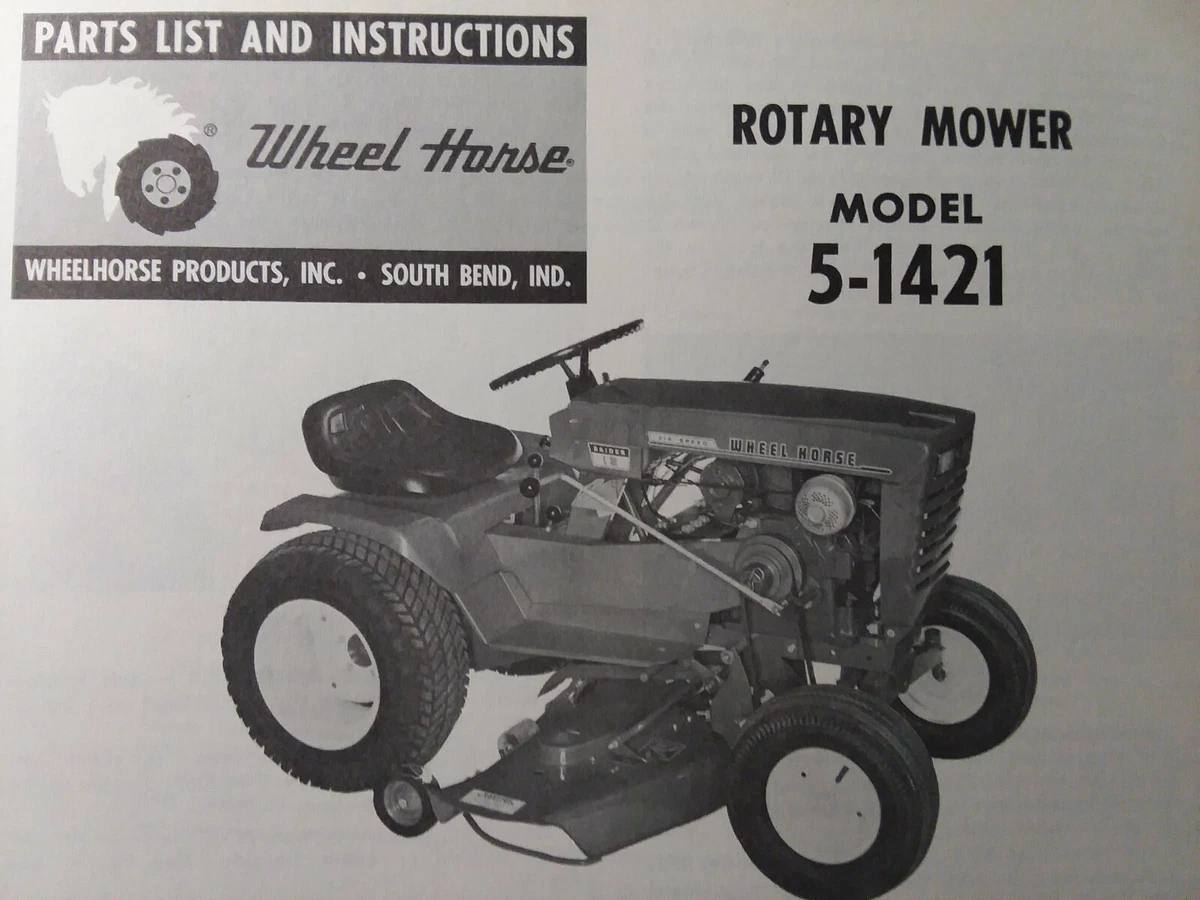 PARTS LIST AND INSTRUCTIONS
®
Wheel Horse®
WHEELHORSE PRODUCTS, INC. • SOUTH BEND, IND.
ROTARY MOWER
MODEL
5-1421
WHEEL HORSE
RAIDER